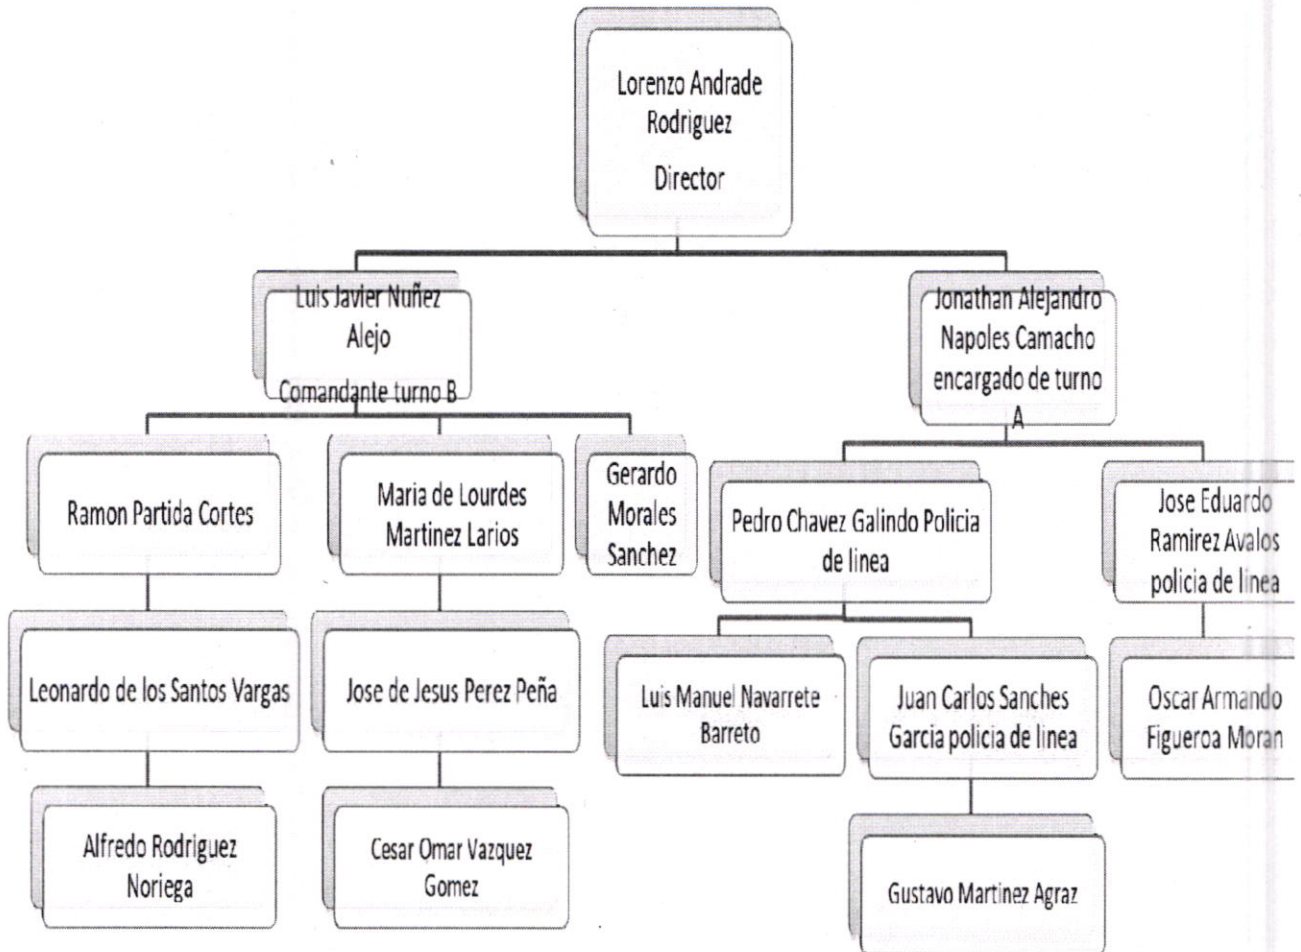 Lorenzo Andrade
Rodriguez
Director
Luis Javier Nuñez
Alejo
Comandante turno B
Jonathan Alejandro
Napoles Camacho
encargado de turno
A
Ramon Partida Cortes
Maria de Lourdes
Martinez Larios
Gerardo
Morales
Sanchez
Pedro Chavez Galindo Policia
de linea
Jose Eduardo
Ramirez Avalos
policia de linea
Leonardo de los Santos Vargas
Jose de Jesus Perez Peña
Luis Manuel Navarrete
Barreto
Juan Carlos Sanches
Garcia policia de linea
Oscar Armando
Figueroa Moran
Alfredo Rodriguez
Noriega
Cesar Omar Vazquez
Gomez
Gustavo Martinez Agraz